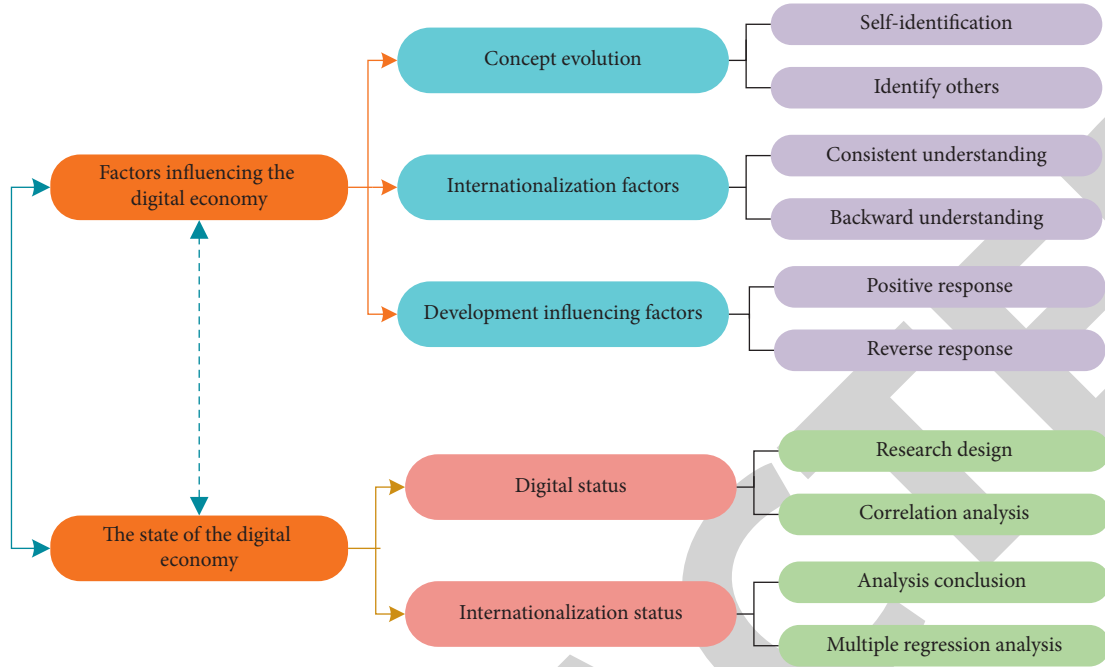 Factors influencing the
digital economy
Concept evolution
Self-identification
Identify others
Internationalization factors
Consistent understanding
Backward understanding
Development influencing factors
Positive response
Reverse response
The state of the digital
economy
Digital status
Research design
Correlation analysis
Internationalization status
Analysis conclusion
Multiple regression analysis